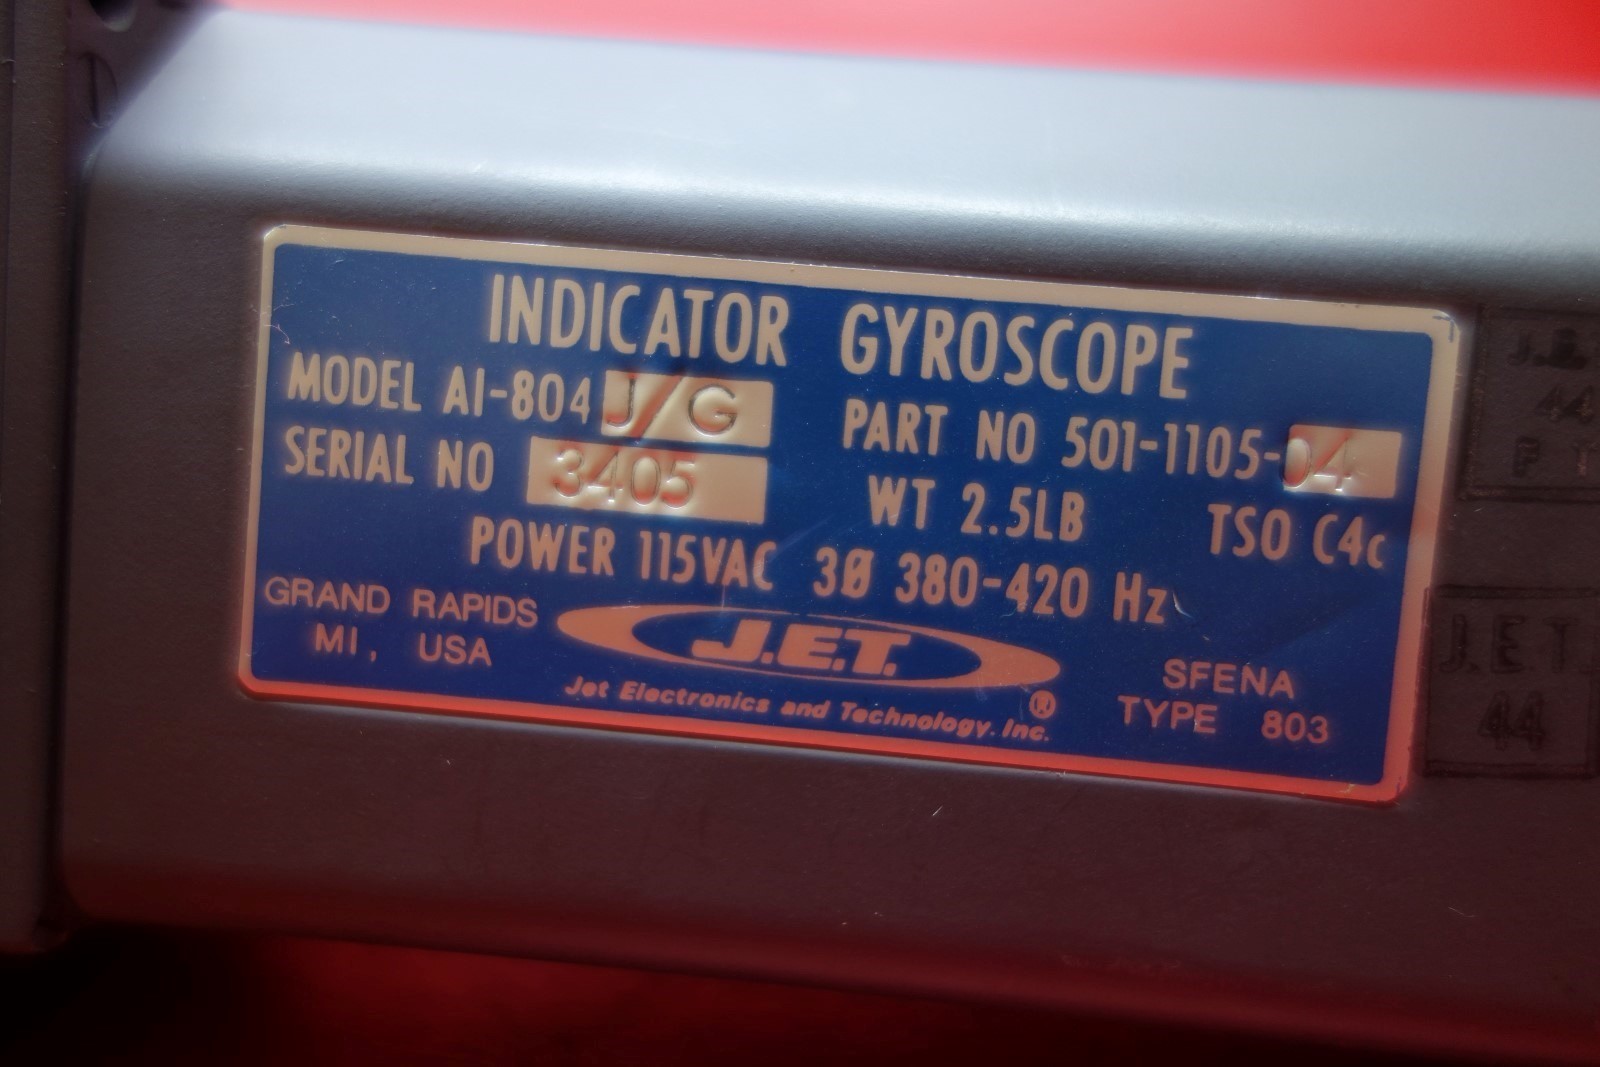 INDICATOR GYROSCOPE
MODEL AI-804 J/G
PART NO 501-1105-04
SERIAL NO 3405
WT 2.5LB TSO C4c
POWER 115VAC 3Ø 380-420 Hz
GRAND RAPIDS
MI, USA
J.E.T.
®
Jet Electronics and Technology, Inc.
SFENA
TYPE 803
44
J.E.T.
44